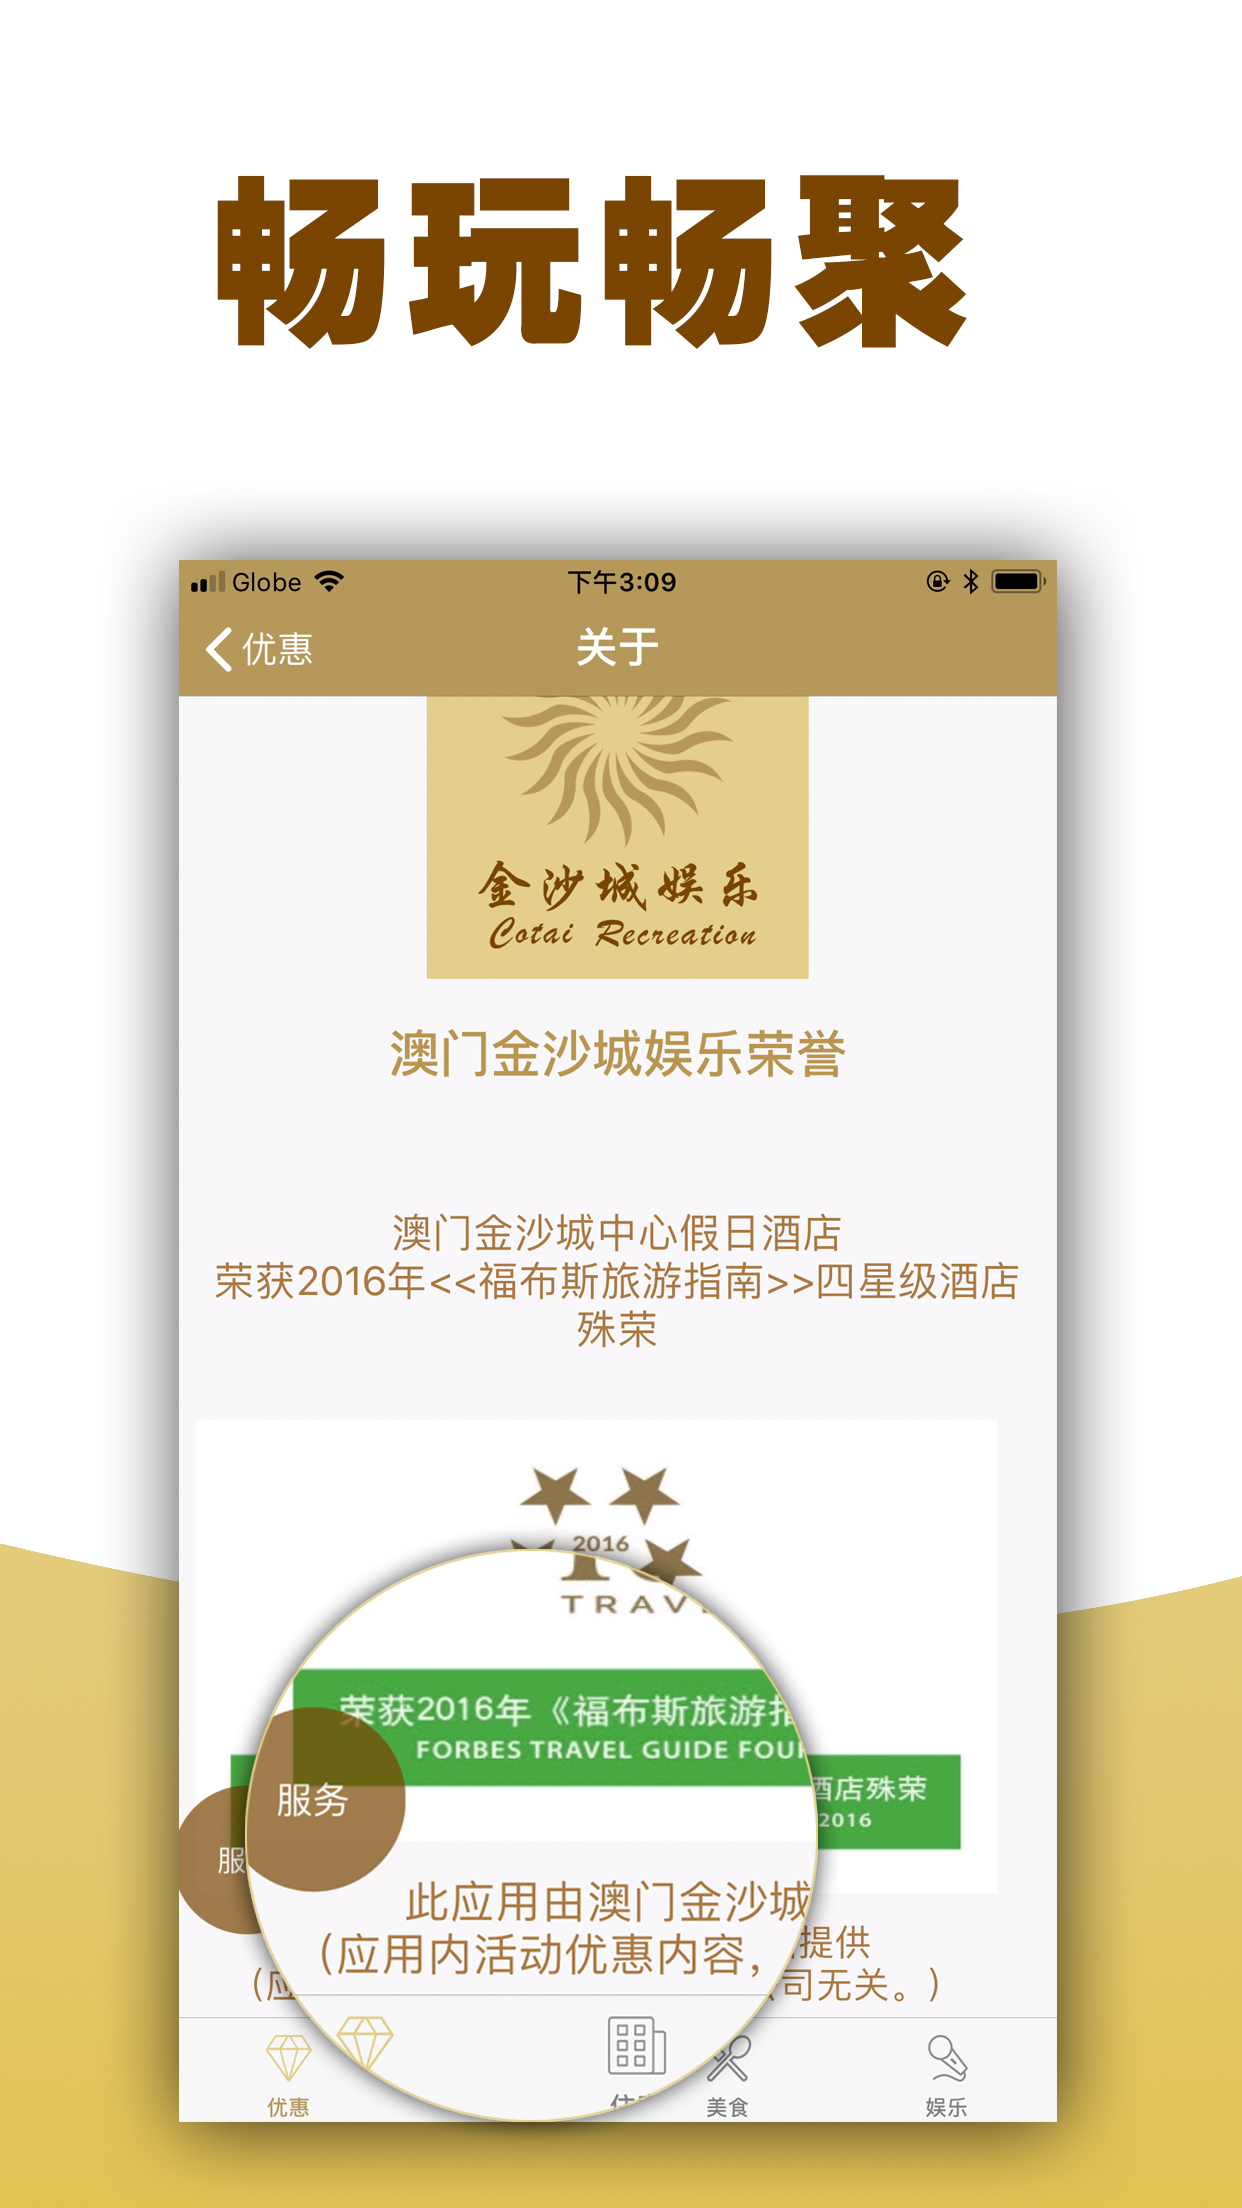 畅玩畅聚
Globe
下午3:09
优惠
关于
金沙城娱乐
Cotai Recreation
澳门金沙城娱乐荣誉
澳门金沙城中心假日酒店
荣获2016年<<福布斯旅游指南>>四星级酒店
殊荣
2016
TRAV
荣获2016年《福布斯旅游指
FORBES TRAVEL GUIDE FOUR
酒店殊荣
2016
服务
服
此应用由澳门金沙城
提供
(应用内活动优惠内容，
司无关。)
优惠
住
美食
娱乐